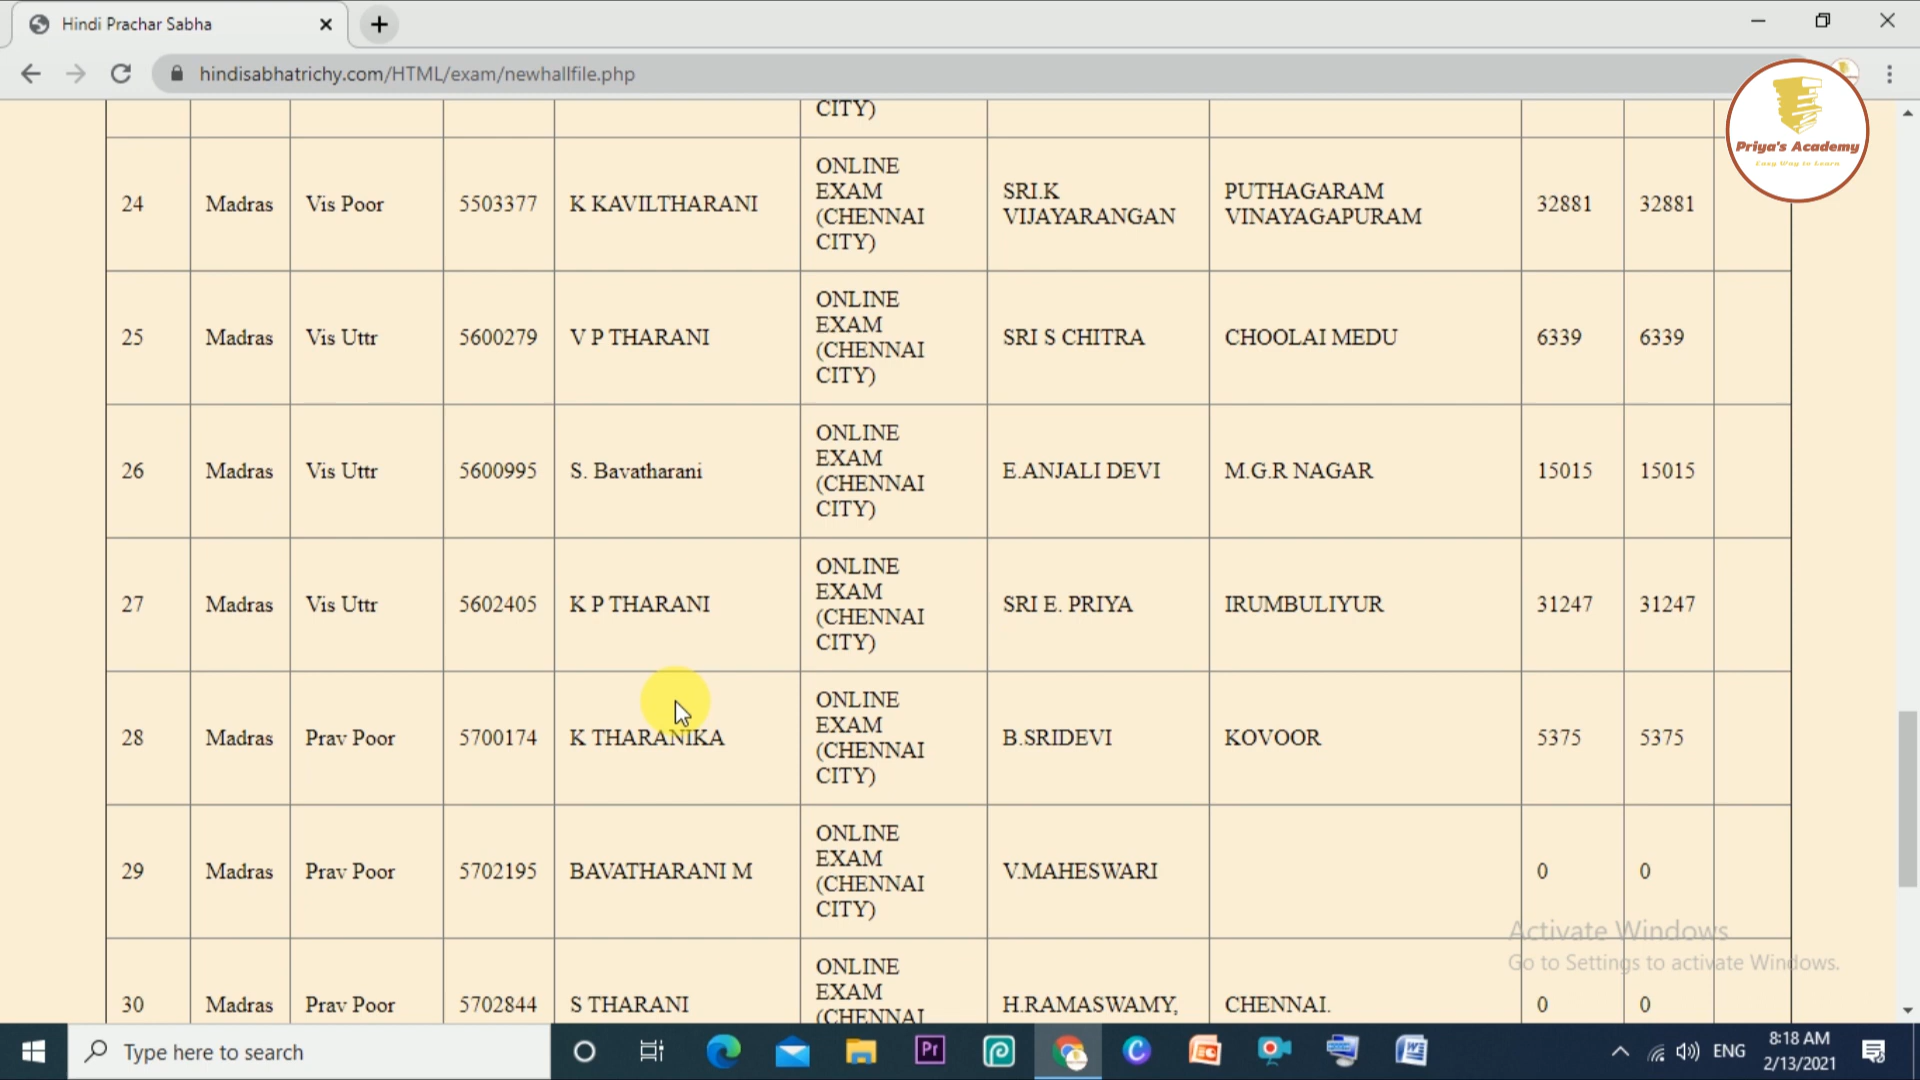 Hindi Prachar Sabha
hindisabhatrichy.com/HTML/exam/newhallfile.php
Priya's Academy
Easy Way to Learn
CITY)
24 Madras Vis Poor 5503377 K KAVILTHARANI ONLINE EXAM (CHENNAI CITY) SRI.K VIJAYARANGAN PUTHAGARAM VINAYAGAPURAM 32881 32881
25 Madras Vis Uttr 5600279 V P THARANI ONLINE EXAM (CHENNAI CITY) SRI S CHITRA CHOOLAI MEDU 6339 6339
26 Madras Vis Uttr 5600995 S. Bavatharani ONLINE EXAM (CHENNAI CITY) E.ANJALI DEVI M.G.R NAGAR 15015 15015
27 Madras Vis Uttr 5602405 K P THARANI ONLINE EXAM (CHENNAI CITY) SRI E. PRIYA IRUMBULIYUR 31247 31247
28 Madras Prav Poor 5700174 K THARANIKA ONLINE EXAM (CHENNAI CITY) B.SRIDEVI KOVOOR 5375 5375
29 Madras Prav Poor 5702195 BAVATHARANI M ONLINE EXAM (CHENNAI CITY) V.MAHESWARI 0 0
30 Madras Prav Poor 5702844 S THARANI ONLINE EXAM (CHENNAI H.RAMASWAMY, CHENNAI. 0 0
Activate Windows
Go to Settings to activate Windows.
Type here to search
Pr
ENG
8:18 AM
2/13/2021